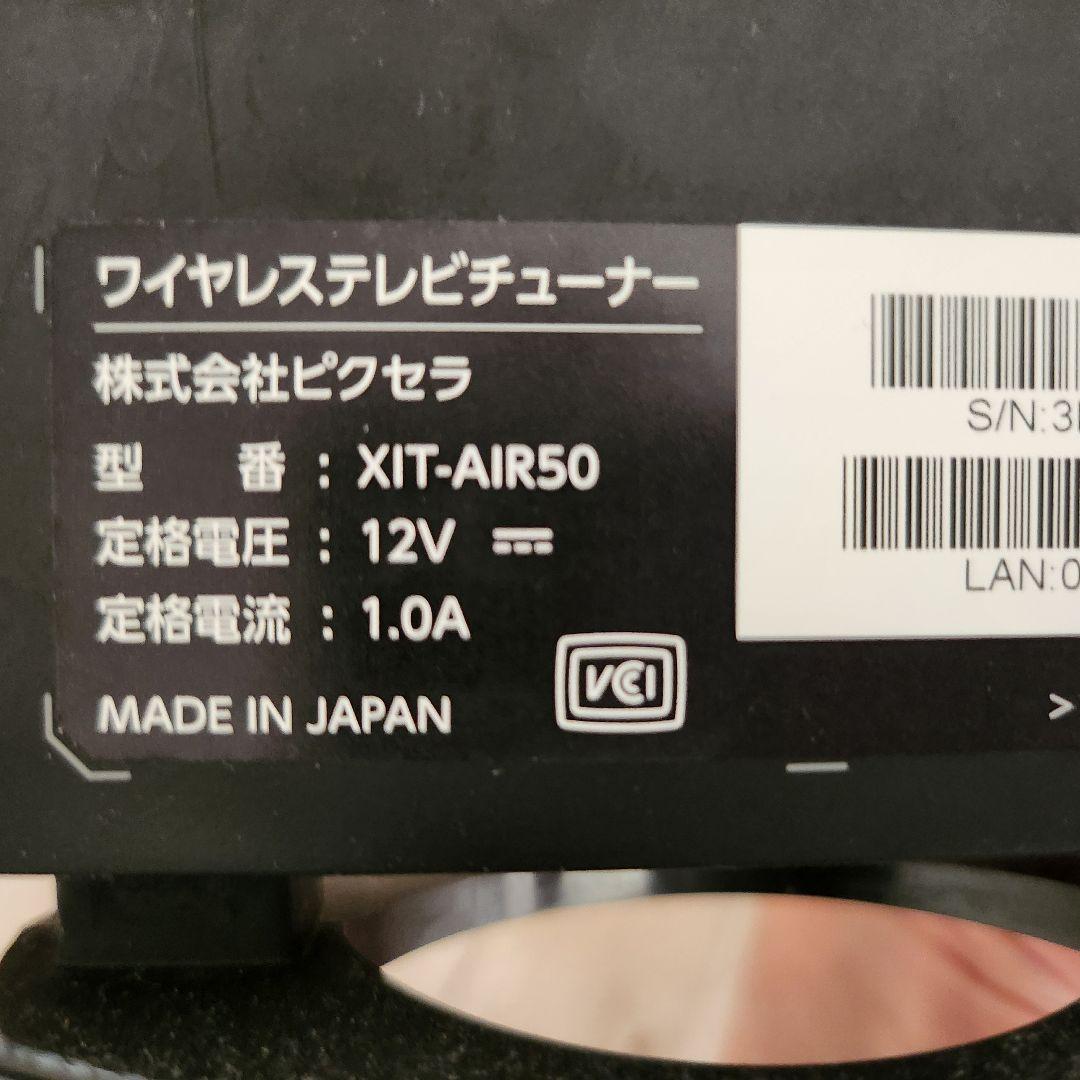 ワイヤレステレビチューナー
株式会社ピクセラ
型 番 : XIT-AIR50
定格電圧 : 12V ⎓
定格電流 : 1.0A
MADE IN JAPAN
VCCI
S/N:3
LAN:0
>